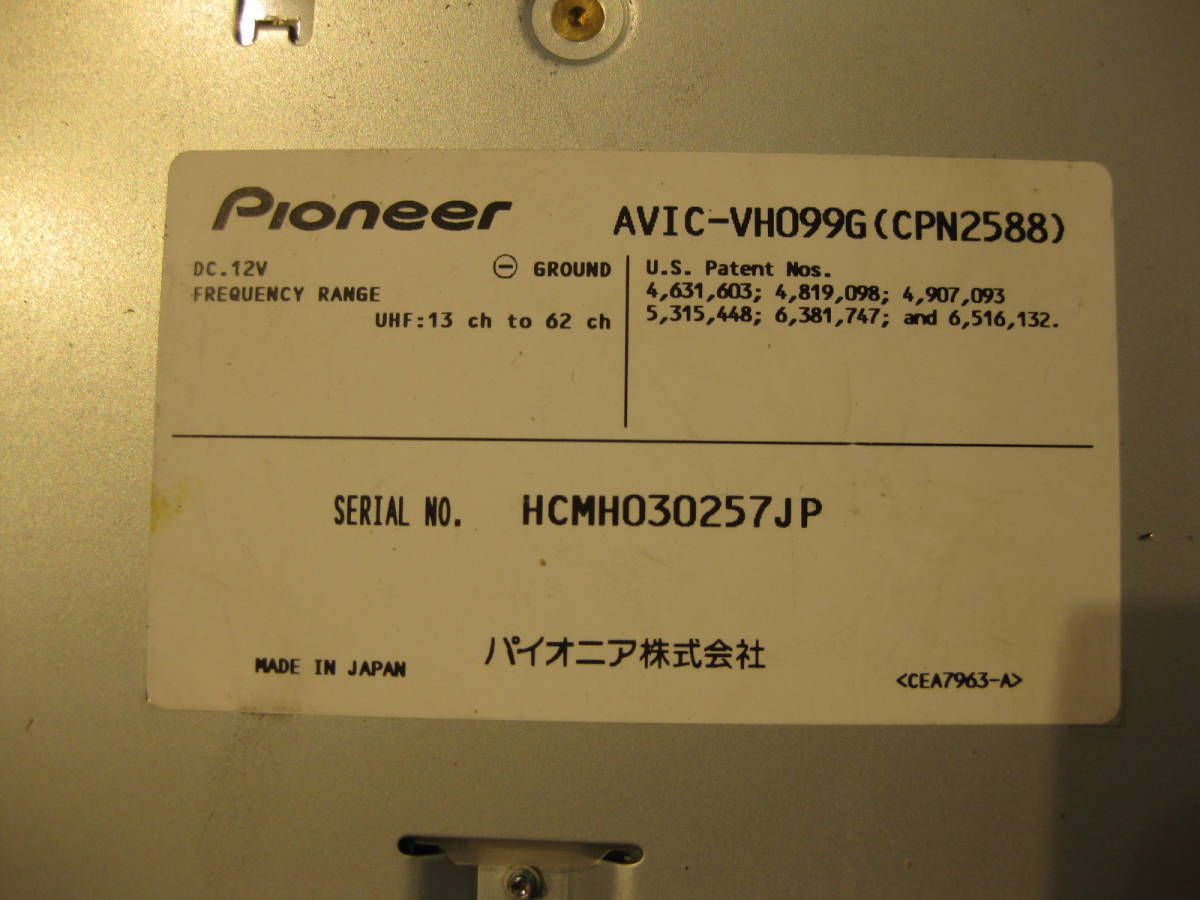 Pioneer
AVIC-VH099G(CPN2588)
DC.12V ⊖ GROUND
FREQUENCY RANGE
UHF:13 ch to 62 ch
U.S. Patent Nos.
4,631,603; 4,819,098; 4,907,093
5,315,448; 6,381,747; and 6,516,132.
SERIAL NO. HCMH030257JP
MADE IN JAPAN
パイオニア株式会社
<CEA7963-A>